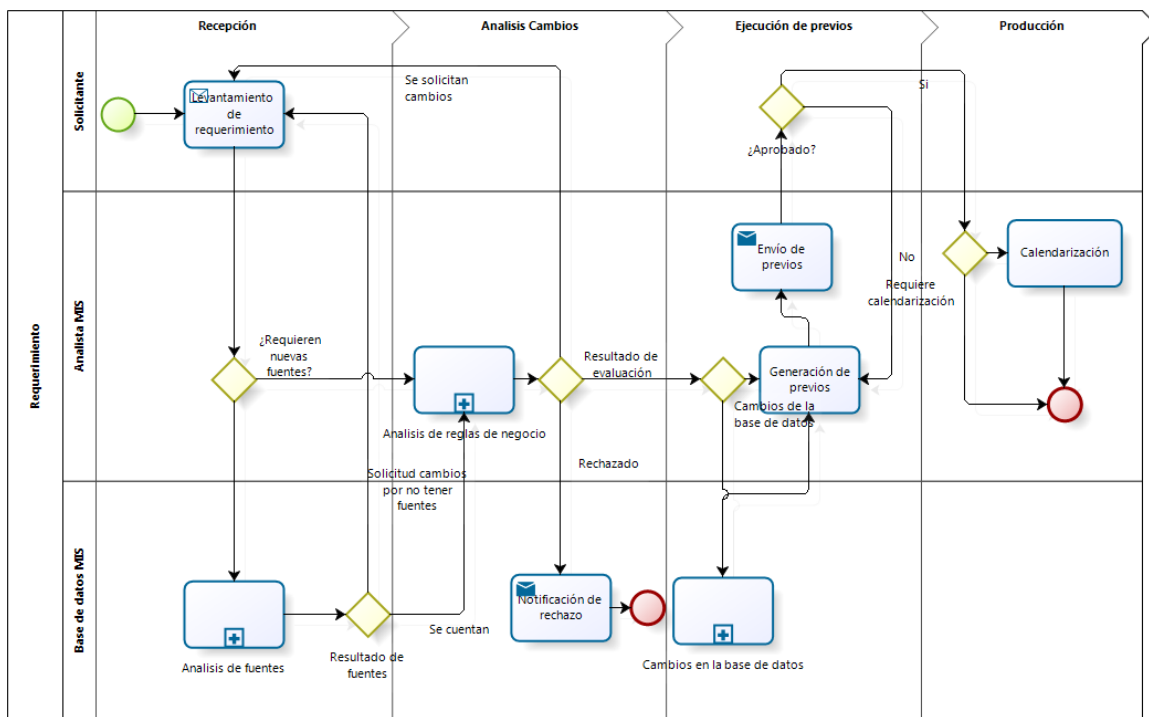 Recepción
Analisis Cambios
Ejecución de previos
Producción
Requerimiento
Solicitante
Levantamiento
de
requerimiento
Se solicitan
cambios
¿Aprobado?
Si
Analista MIS
¿Requieren
nuevas
fuentes?
Analisis de reglas de negocio
Resultado de
evaluación
Rechazado
Envío de
previos
Generación de
previos
Cambios de la
base de datos
No
Requiere
calendarización
Calendarización
Solicitud cambios
por no tener
fuentes
Base de datos MIS
Analisis de fuentes
Resultado de
fuentes
Se cuentan
Notificación de
rechazo
Cambios en la base de datos